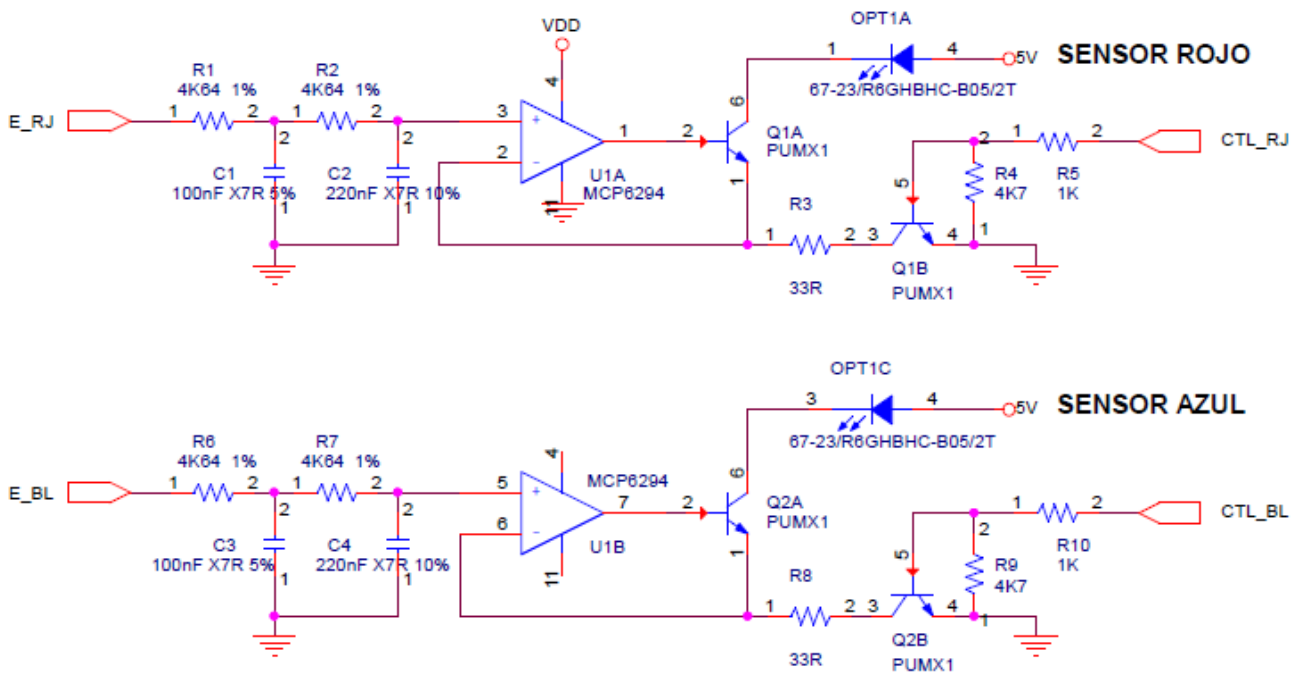 OPT1A
VDD
1 4 5V SENSOR ROJO
67-23/R6GHBHC-B05/2T
R1 R2
4K64 1% 4K64 1%
4
6
E_RJ 1 2 1 2 3 + 1 2 Q1A
PUMX1
2 1 2 CTL_RJ
2 2 2 - 5 R4
4K7
R5
1K
C1 C2
100nF X7R 5% 220nF X7R 10%
U1A
MCP6294
1
1 1 11
R3
1 2 3 4 1
33R
Q1B
PUMX1
OPT1C
3 4 5V SENSOR AZUL
67-23/R6GHBHC-B05/2T
R6 R7
4K64 1% 4K64 1%
4 MCP6294
6
E_BL 1 2 1 2 5 + 7 2 Q2A
PUMX1
1 2 CTL_BL
2 2 6 - 2 5 R9
4K7
R10
1K
C3 C4
100nF X7R 5% 220nF X7R 10%
U1B
1
1 1 11
R8
1 2 3 4 1
33R
Q2B
PUMX1